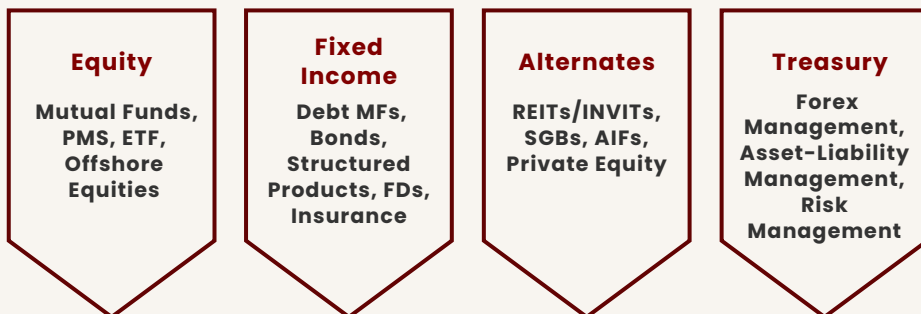 Equity
Mutual Funds,
PMS, ETF,
Offshore
Equities
Fixed
Income
Debt MFs,
Bonds,
Structured
Products, FDs,
Insurance
Alternates
REITs/INVITs,
SGBs, AIFs,
Private Equity
Treasury
Forex
Management,
Asset-Liability
Management,
Risk
Management